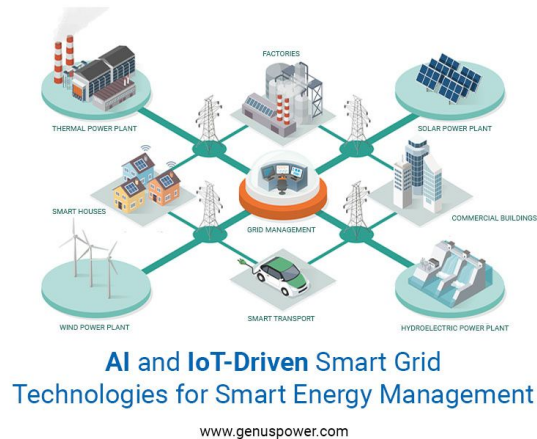 FACTORIES
THERMAL POWER PLANT
SOLAR POWER PLANT
SMART HOUSES
GRID MANAGEMENT
COMMERCIAL BUILDINGS
WIND POWER PLANT
SMART TRANSPORT
HYDROELECTRIC POWER PLANT
AI and IoT-Driven Smart Grid
Technologies for Smart Energy Management
www.genuspower.com